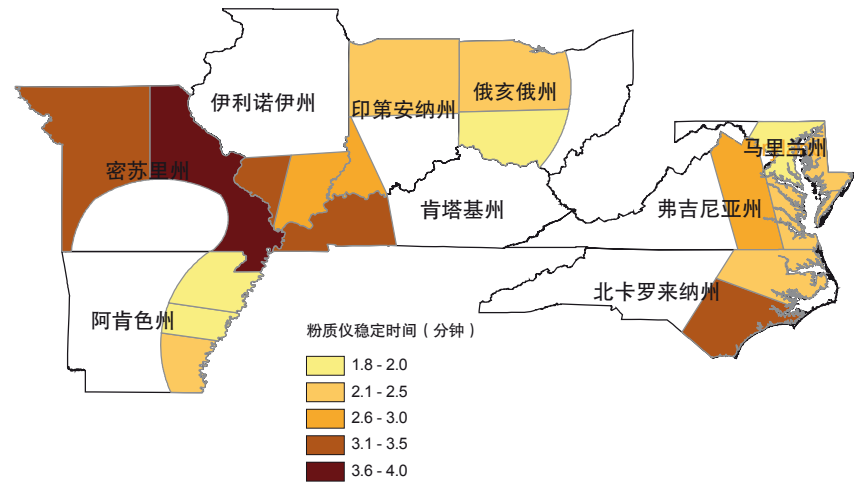 伊利诺伊州
印第安纳州
俄亥俄州
密苏里州
马里兰州
肯塔基州
弗吉尼亚州
北卡罗来纳州
阿肯色州
粉质仪稳定时间（分钟）
1.8 - 2.0
2.1 - 2.5
2.6 - 3.0
3.1 - 3.5
3.6 - 4.0